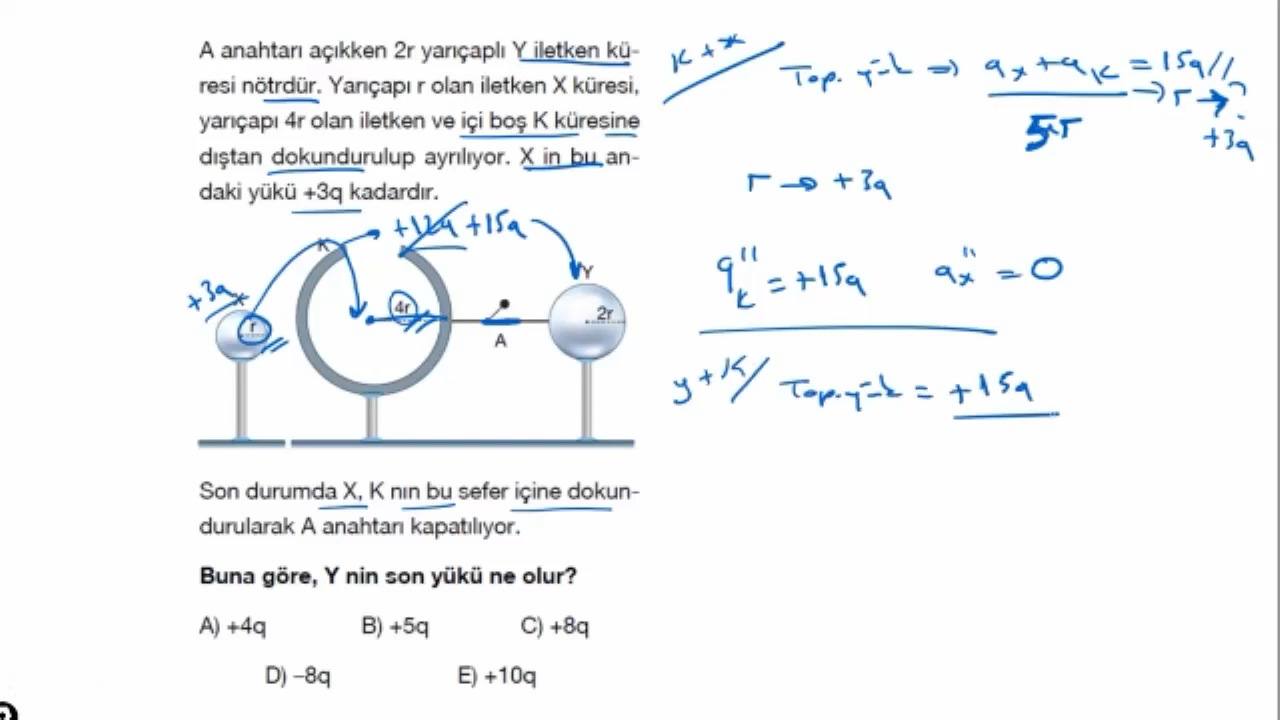 A anahtarı açıkken 2r yarıçaplı Y iletken kü-
resi nötrdür. Yarıçapı r olan iletken X küresi,
yarıçapı 4r olan iletken ve içi boş K küresine
dıştan dokundurulup ayrılıyor. X in bu an-
daki yükü +3q kadardır.
K + x
Top. yük ⇒ qx + qK = 15q //
5r
⇒ r → ?
+3q
r → +3q
+12q +15q
K
Y
+3q
X
r
4r
2r
A
q''K = +15q qx'' = 0
y + K / Top. yük = +15q
Son durumda X, K nın bu sefer içine dokun-
durularak A anahtarı kapatılıyor.
Buna göre, Y nin son yükü ne olur?
A) +4q B) +5q C) +8q
D) –8q E) +10q